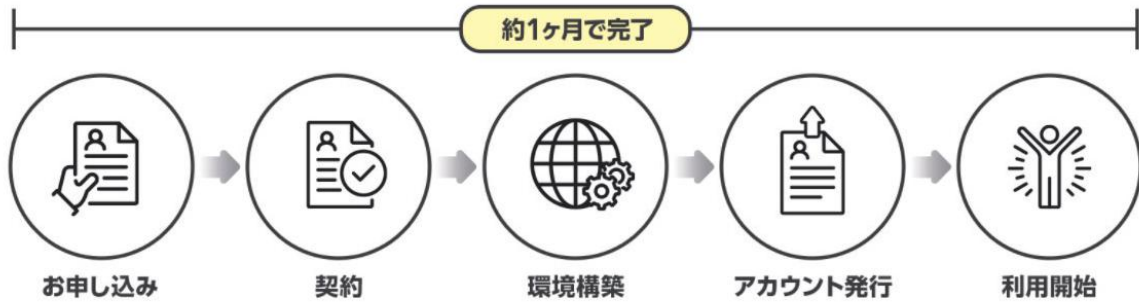 約1ヶ月で完了
お申し込み
契約
環境構築
アカウント発行
利用開始